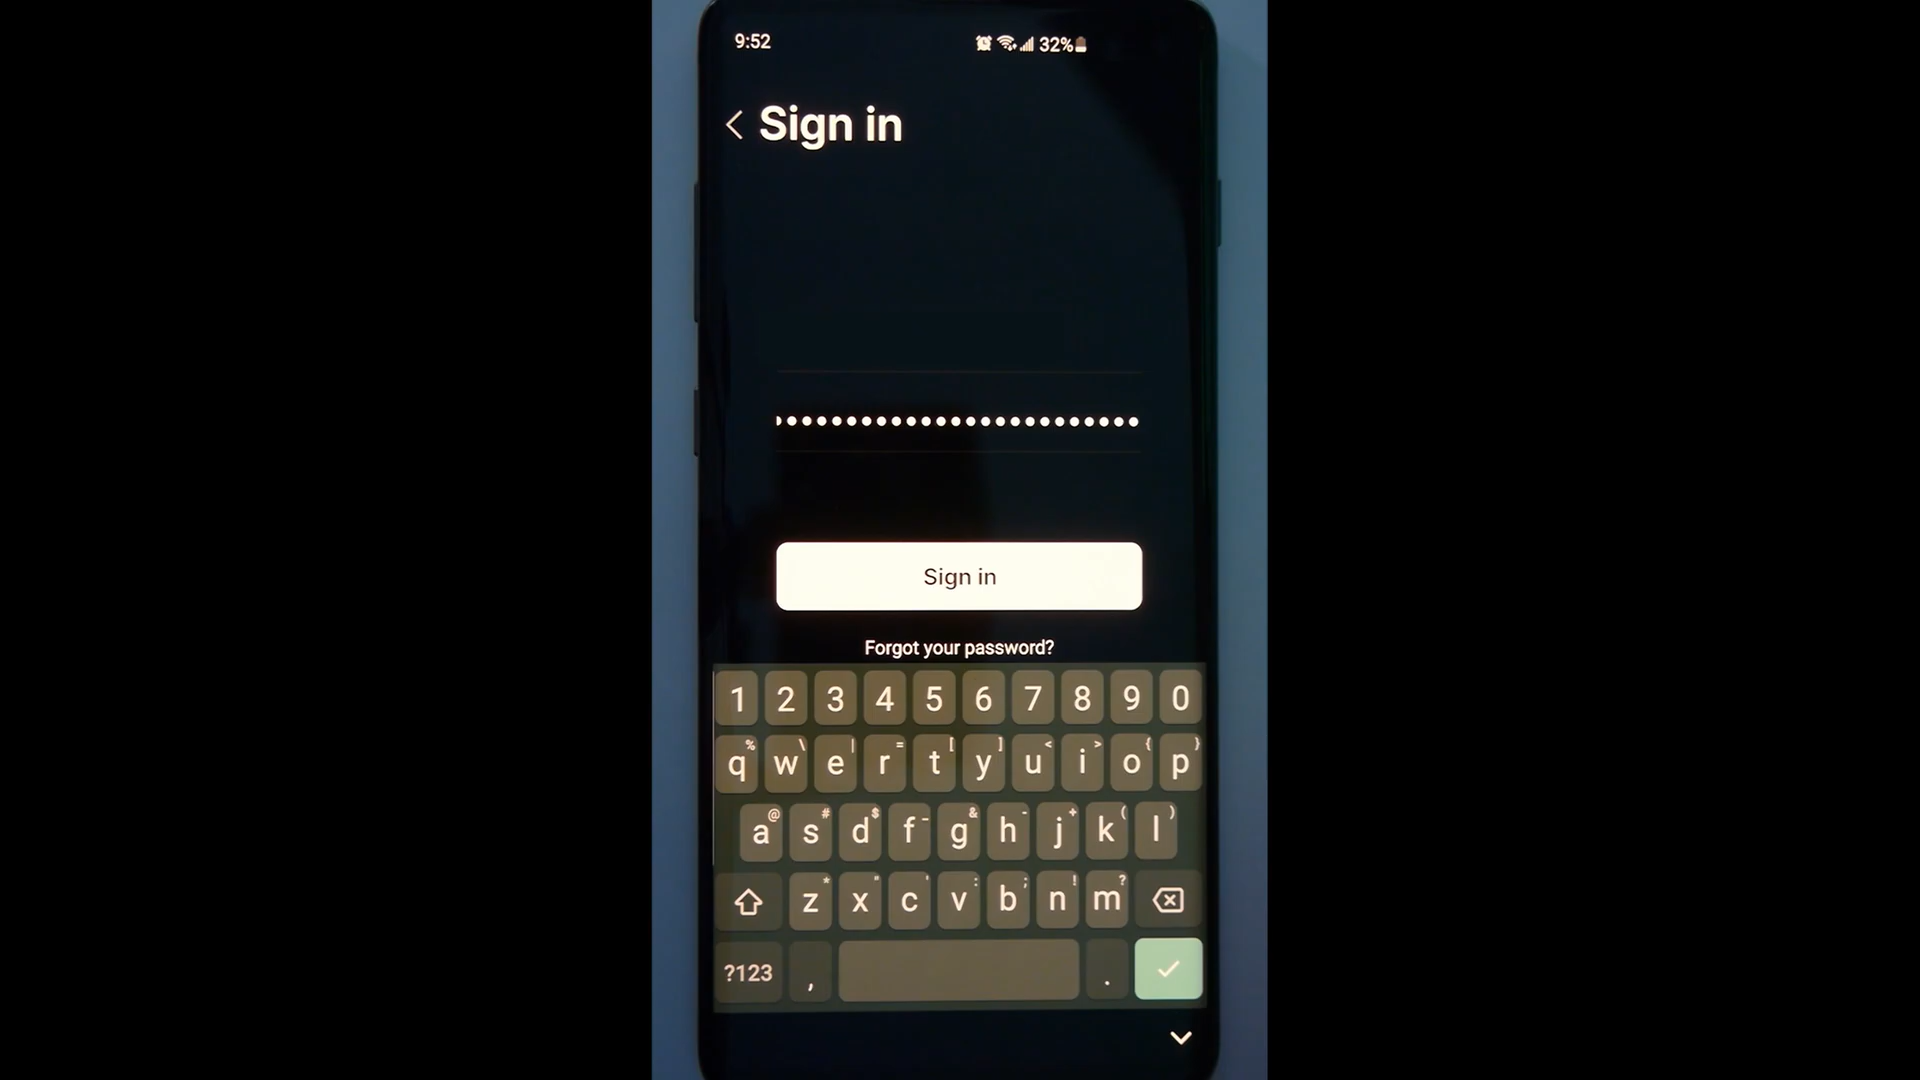 9:52
32%
Sign in
Sign in
Forgot your password?
1 2 3 4 5 6 7 8 9 0
% \ | = [ ] < > { }
q w e r t y u i o p
@ # $ _ & - + ( )
a s d f g h j k l
* " ' : ; ! ?
z x c v b n m
?123 , .